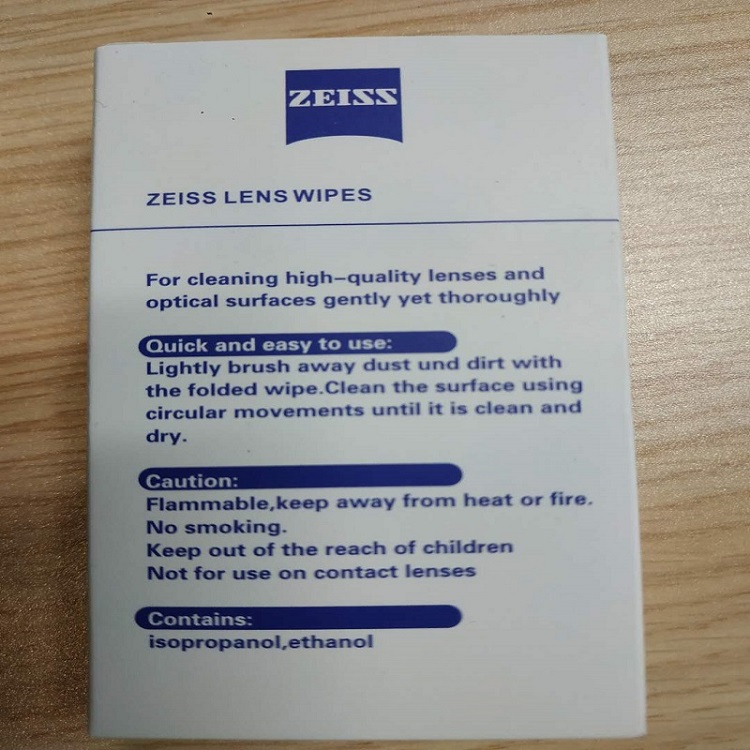 ZEISS
ZEISS LENS WIPES
For cleaning high-quality lenses and
optical surfaces gently yet thoroughly
Quick and easy to use:
Lightly brush away dust und dirt with
the folded wipe.Clean the surface using
circular movements until it is clean and
dry.
Caution:
Flammable,keep away from heat or fire.
No smoking.
Keep out of the reach of children
Not for use on contact lenses
Contains:
isopropanol,ethanol